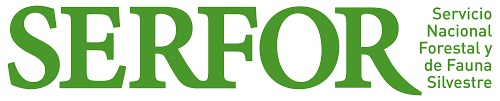 SERFOR
Servicio
Nacional
Forestal y
de Fauna
Silvestre